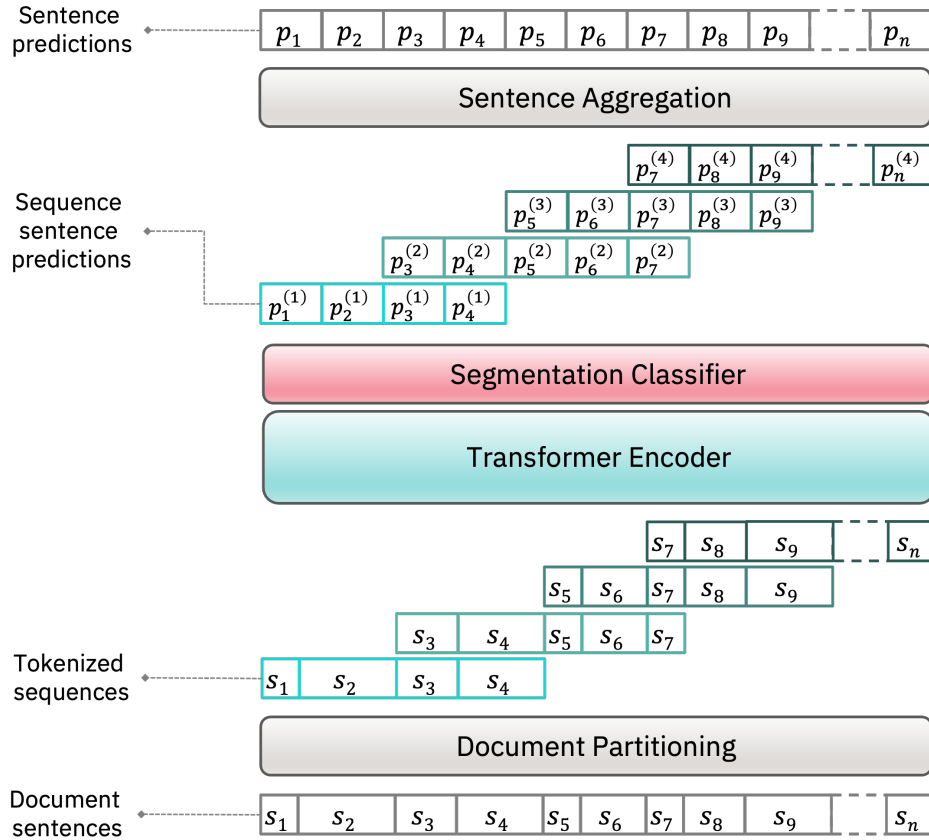 Sentence
predictions
p₁ p₂ p₃ p₄ p₅ p₆ p₇ p₈ p₉ pₙ
Sentence Aggregation
p₇⁽⁴⁾ p₈⁽⁴⁾ p₉⁽⁴⁾ pₙ⁽⁴⁾
Sequence
sentence
predictions
p₅⁽³⁾ p₆⁽³⁾ p₇⁽³⁾ p₈⁽³⁾ p₉⁽³⁾
p₃⁽²⁾ p₄⁽²⁾ p₅⁽²⁾ p₆⁽²⁾ p₇⁽²⁾
p₁⁽¹⁾ p₂⁽¹⁾ p₃⁽¹⁾ p₄⁽¹⁾
Segmentation Classifier
Transformer Encoder
s₇ s₈ s₉ sₙ
s₅ s₆ s₇ s₈ s₉
s₃ s₄ s₅ s₆ s₇
Tokenized
sequences
s₁ s₂ s₃ s₄
Document Partitioning
Document
sentences
s₁ s₂ s₃ s₄ s₅ s₆ s₇ s₈ s₉ sₙ